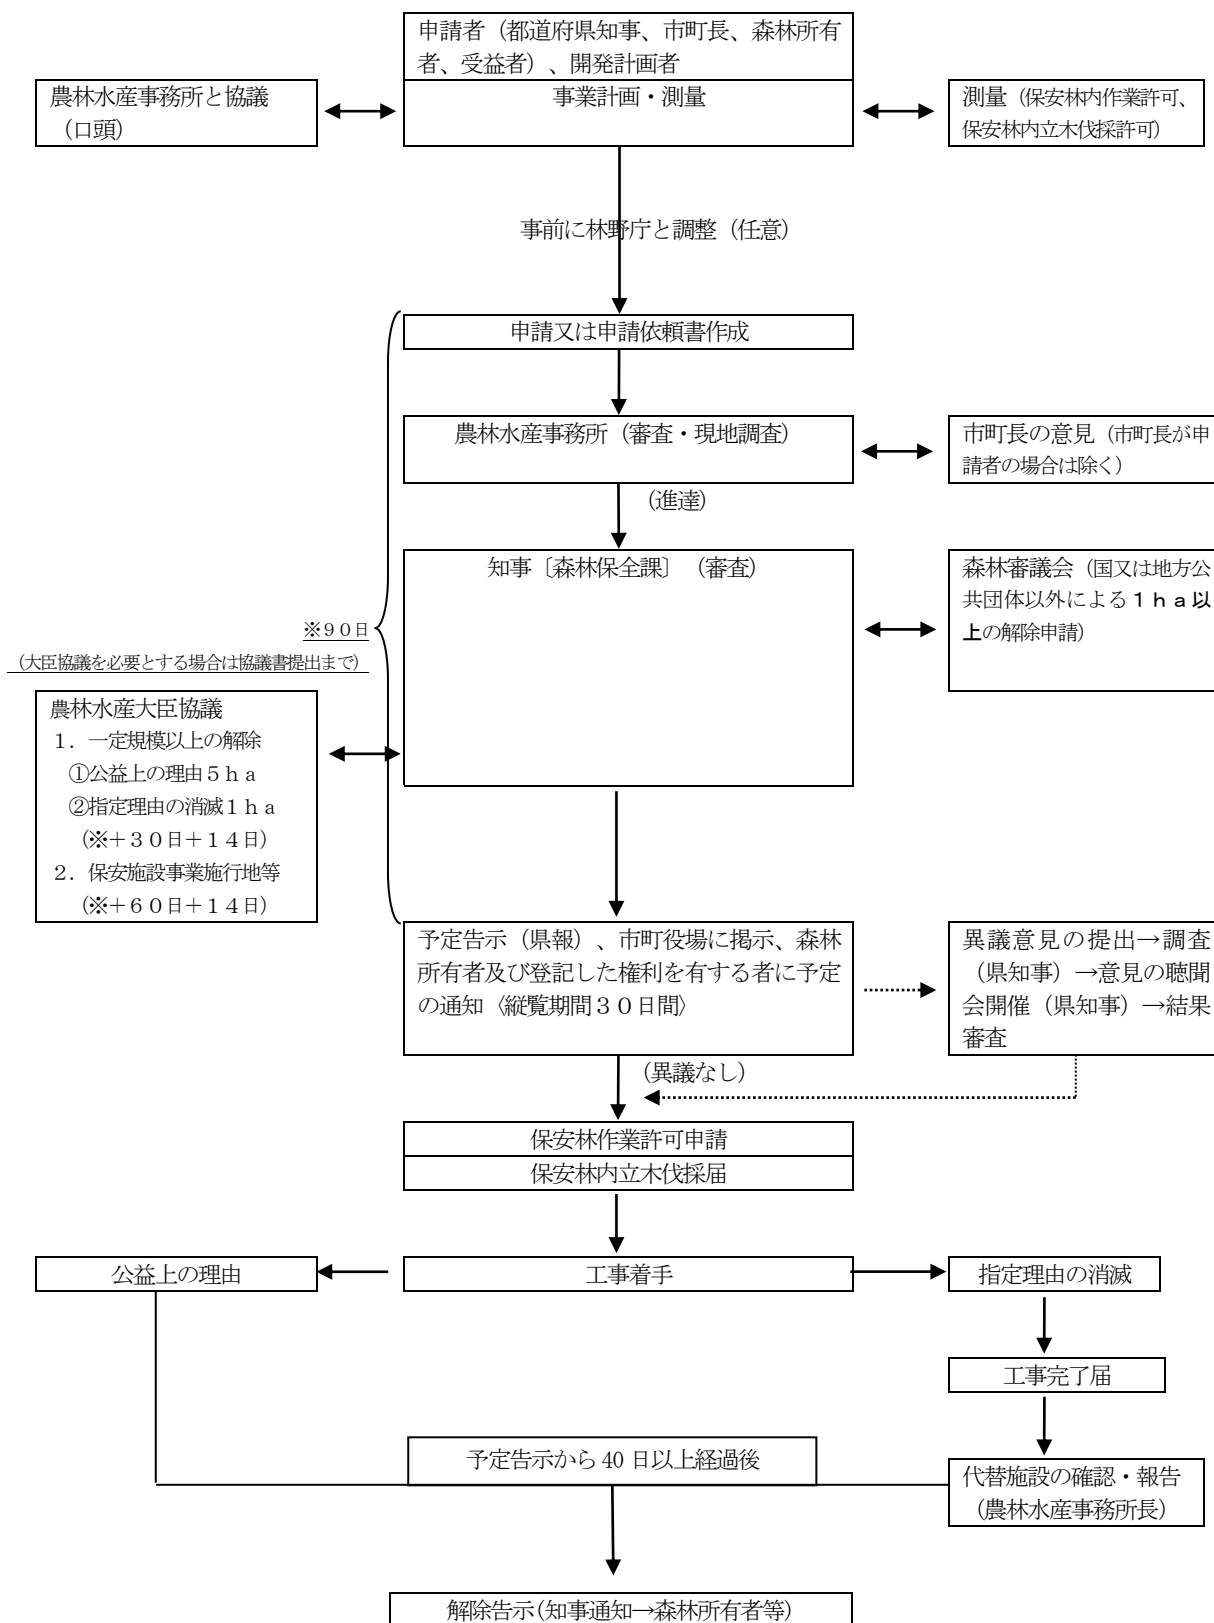 申請者（都道府県知事、市町長、森林所有
者、受益者）、開発計画者
農林水産事務所と協議
（口頭）
事業計画・測量
測量（保安林内作業許可、
保安林内立木伐採許可）
事前に林野庁と調整（任意）
申請又は申請依頼書作成
農林水産事務所（審査・現地調査）
市町長の意見（市町長が申
請者の場合は除く）
（進達）
知事〔森林保全課〕（審査）
森林審議会（国又は地方公
共団体以外による１ｈａ以
上の解除申請）
※９０日
（大臣協議を必要とする場合は協議書提出まで）
農林水産大臣協議
１．一定規模以上の解除
①公益上の理由５ｈａ
②指定理由の消滅１ｈａ
（※＋３０日＋１４日）
２．保安施設事業施行地等
（※＋６０日＋１４日）
予定告示（県報）、市町役場に掲示、森林
所有者及び登記した権利を有する者に予定
の通知〈縦覧期間３０日間〉
異議意見の提出→調査
（県知事）→意見の聴聞
会開催（県知事）→結果
審査
（異議なし）
保安林作業許可申請
保安林内立木伐採届
公益上の理由
工事着手
指定理由の消滅
工事完了届
予定告示から 40 日以上経過後
代替施設の確認・報告
（農林水産事務所長）
解除告示（知事通知→森林所有者等）